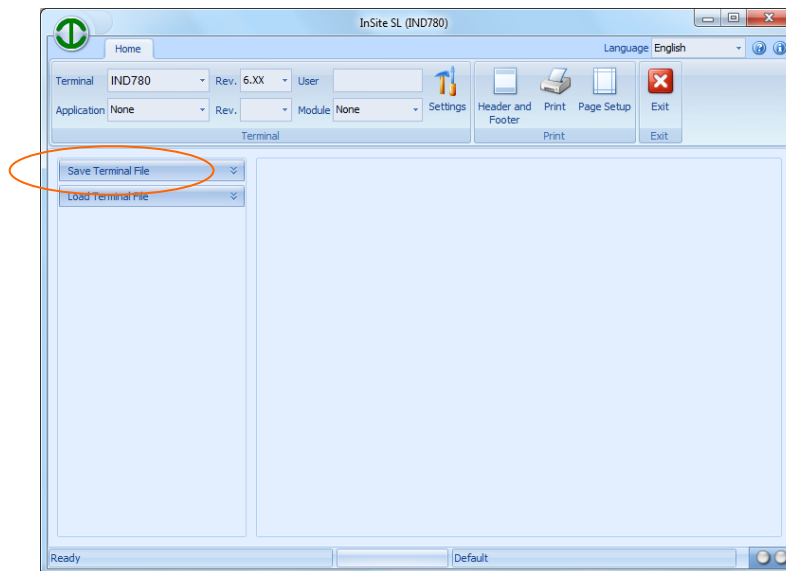 InSite SL (IND780)
Home
Language English
Terminal IND780 Rev. 6.XX User
Application None Rev. Module None
Settings
Header and Footer
Print
Page Setup
Exit
Terminal
Print
Exit
Save Terminal File
Load Terminal File
Ready
Default